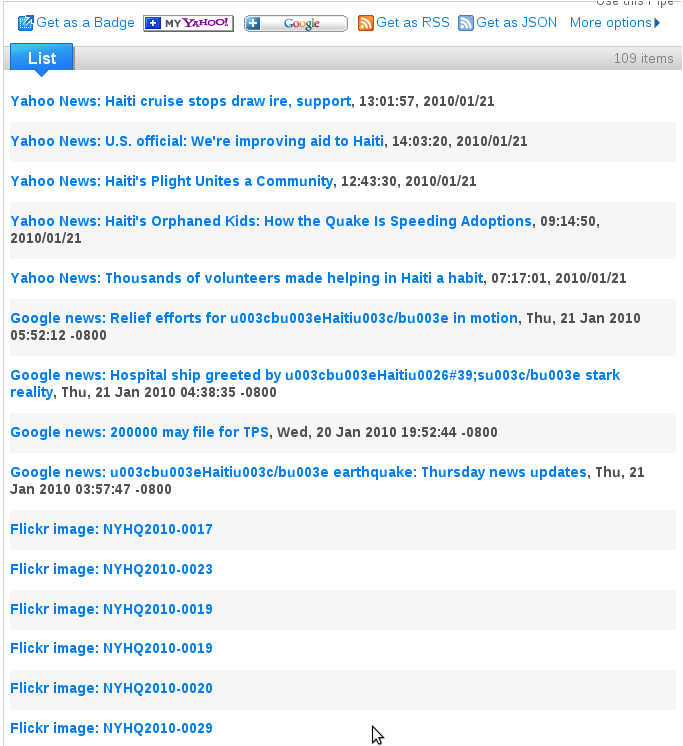 Use this Pipe
Get as a Badge MY YAHOO! Google Get as RSS Get as JSON More options
List 109 items
Yahoo News: Haiti cruise stops draw ire, support, 13:01:57, 2010/01/21
Yahoo News: U.S. official: We're improving aid to Haiti, 14:03:20, 2010/01/21
Yahoo News: Haiti's Plight Unites a Community, 12:43:30, 2010/01/21
Yahoo News: Haiti's Orphaned Kids: How the Quake Is Speeding Adoptions, 09:14:50,
2010/01/21
Yahoo News: Thousands of volunteers made helping in Haiti a habit, 07:17:01, 2010/01/21
Google news: Relief efforts for u003cbu003eHaitiu003c/bu003e in motion, Thu, 21 Jan 2010
05:52:12 -0800
Google news: Hospital ship greeted by u003cbu003eHaitiu0026#39;su003c/bu003e stark
reality, Thu, 21 Jan 2010 04:38:35 -0800
Google news: 200000 may file for TPS, Wed, 20 Jan 2010 19:52:44 -0800
Google news: u003cbu003eHaitiu003c/bu003e earthquake: Thursday news updates, Thu, 21
Jan 2010 03:57:47 -0800
Flickr image: NYHQ2010-0017
Flickr image: NYHQ2010-0023
Flickr image: NYHQ2010-0019
Flickr image: NYHQ2010-0019
Flickr image: NYHQ2010-0020
Flickr image: NYHQ2010-0029